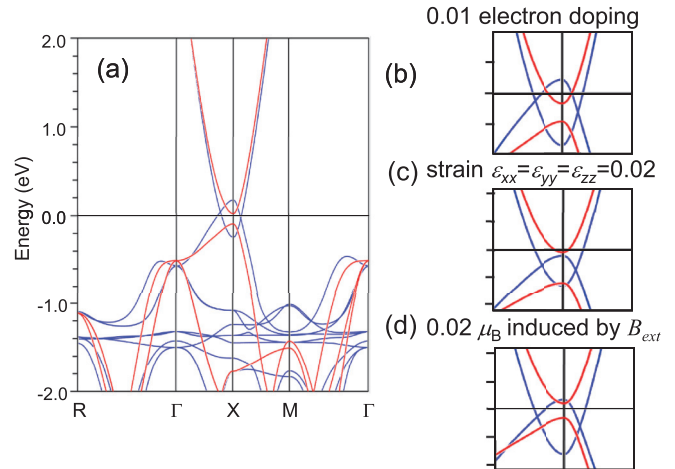 0.01 electron doping
(a)
(b)
(c) strain εxx=εyy=εzz=0.02
(d) 0.02 μB induced by Bext
Energy (eV)
2.0
1.0
0.0
-1.0
-2.0
R Γ X M Γ